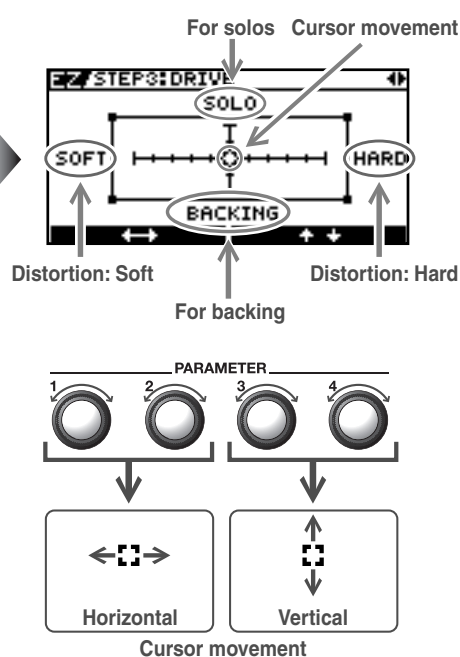 For solos Cursor movement
EZ STEP3:DRIVE
SOLO
SOFT HARD
BACKING
Distortion: Soft Distortion: Hard
For backing
PARAMETER
1 2 3 4
Horizontal Vertical
Cursor movement